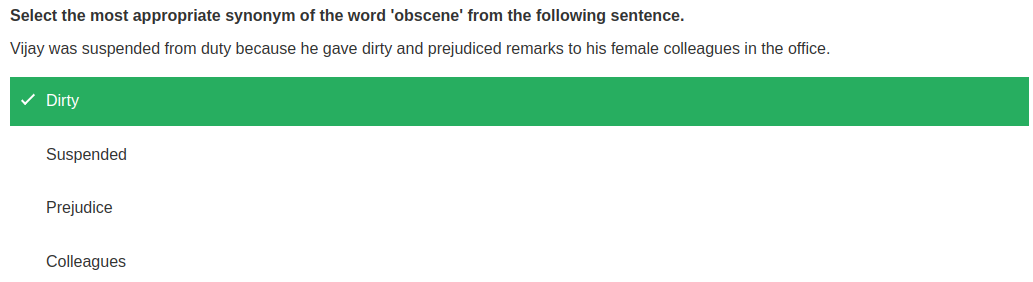 Select the most appropriate synonym of the word 'obscene' from the following sentence.
Vijay was suspended from duty because he gave dirty and prejudiced remarks to his female colleagues in the office.
Dirty
Suspended
Prejudice
Colleagues